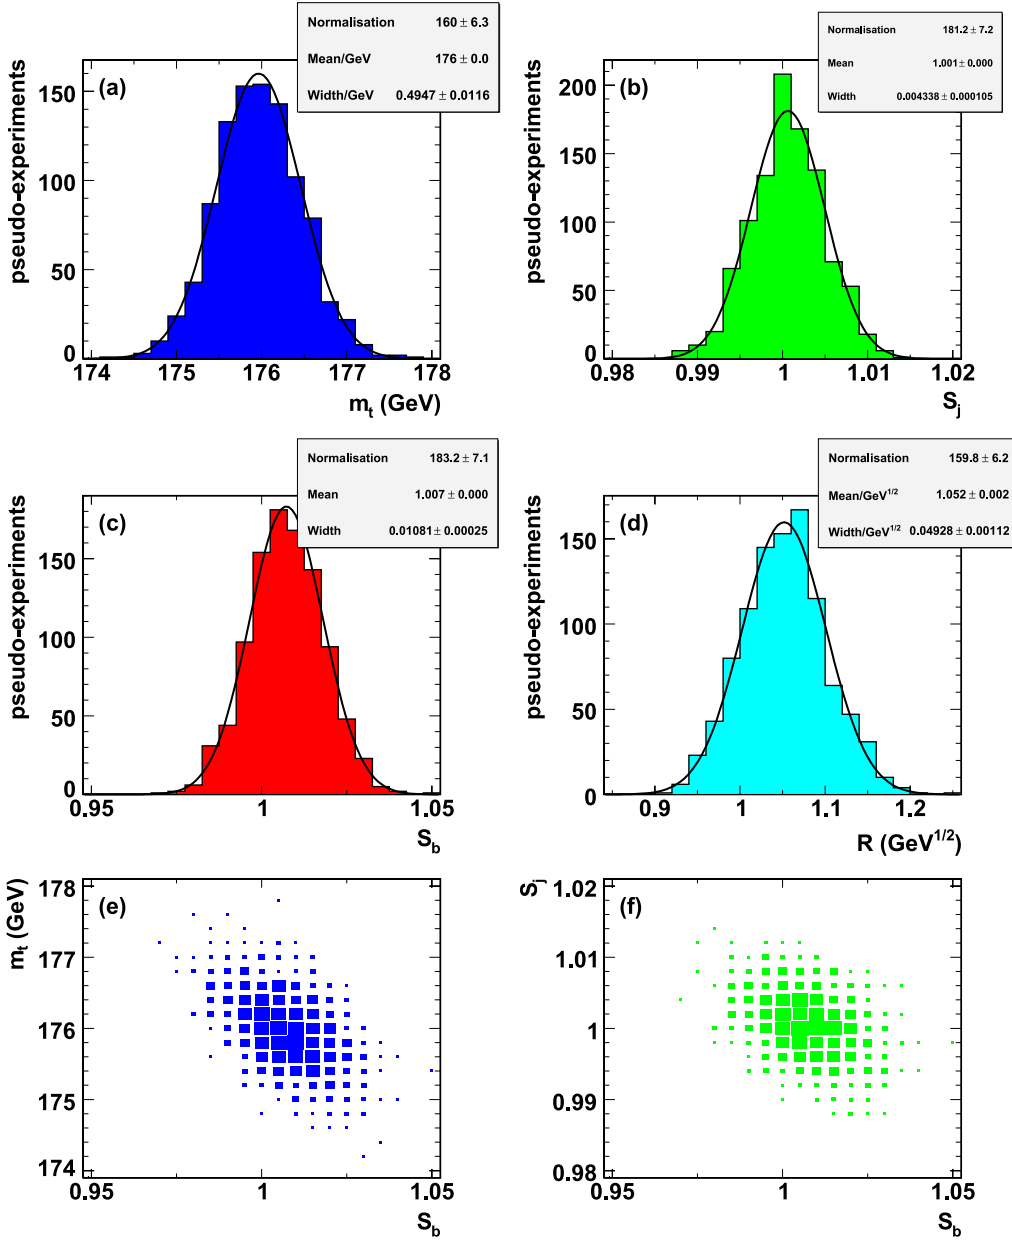 Normalisation 160 ± 6.3
Mean/GeV 176 ± 0.0
Width/GeV 0.4947 ± 0.0116
(a)
pseudo-experiments
150
100
50
0
174 175 176 177 178
m_t (GeV)
Normalisation 181.2 ± 7.2
Mean 1.001 ± 0.000
Width 0.004338 ± 0.000105
(b)
pseudo-experiments
200
150
100
50
0
0.98 0.99 1 1.01 1.02
S_j
Normalisation 183.2 ± 7.1
Mean 1.007 ± 0.000
Width 0.01081 ± 0.00025
(c)
pseudo-experiments
150
100
50
0
0.95 1 1.05
S_b
Normalisation 159.8 ± 6.2
Mean/GeV^1/2 1.052 ± 0.002
Width/GeV^1/2 0.04928 ± 0.00112
(d)
pseudo-experiments
150
100
50
0
0.9 1 1.1 1.2
R (GeV^1/2)
(e)
m_t (GeV)
178
177
176
175
174
0.95 1 1.05
S_b
(f)
S_j
1.02
1.01
1
0.99
0.98
0.95 1 1.05
S_b